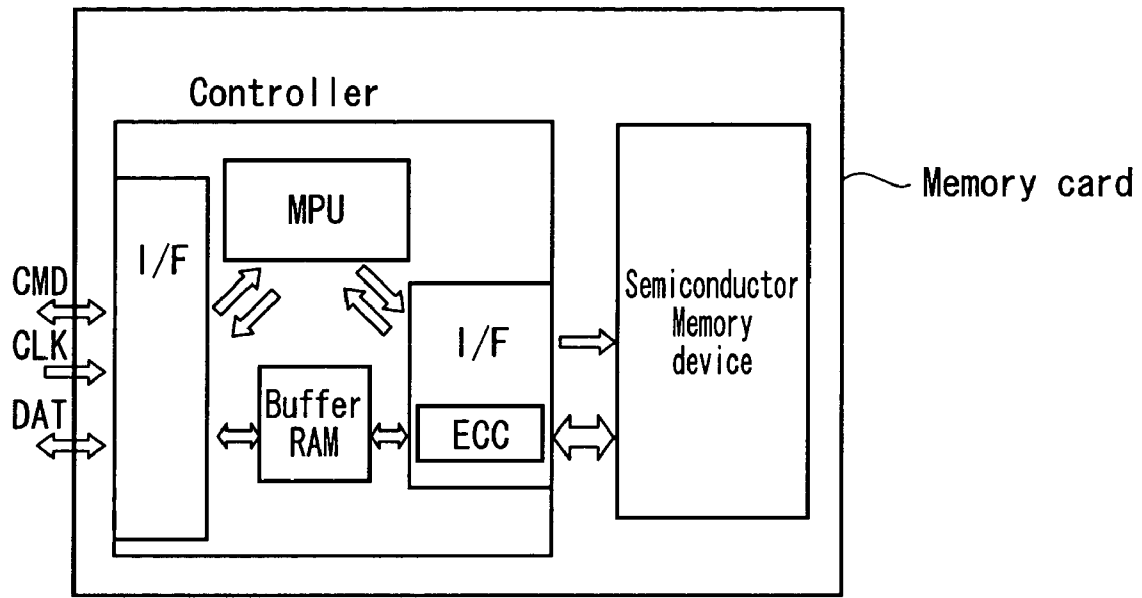 Controller
Memory card
MPU
I/F
CMD
CLK
DAT
Buffer
RAM
I/F
ECC
Semiconductor
Memory
device